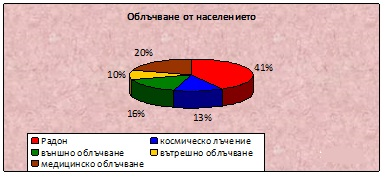 Облъчване от населението
20%
41%
10%
16%
13%
Радон
космическо лъчение
външно облъчване
вътрешно облъчване
медицинско облъчване